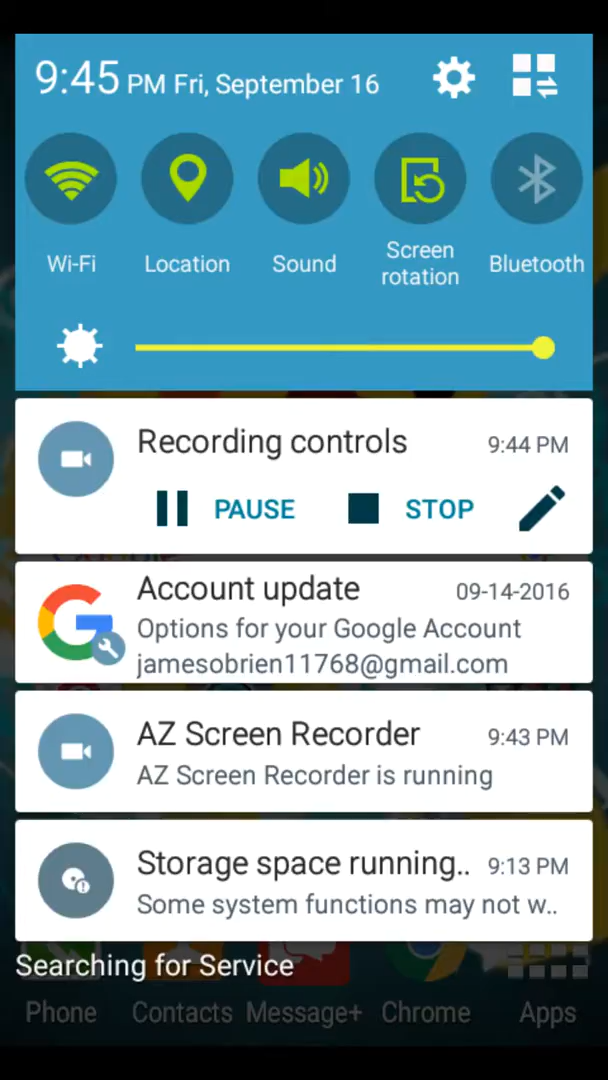 9:45 PM Fri, September 16
Wi-Fi
Location
Sound
Screen
rotation
Bluetooth
Recording controls 9:44 PM
PAUSE STOP
Account update 09-14-2016
Options for your Google Account
jamesobrien11768@gmail.com
AZ Screen Recorder 9:43 PM
AZ Screen Recorder is running
Storage space running.. 9:13 PM
Some system functions may not w..
Searching for Service
Phone Contacts Message+ Chrome Apps